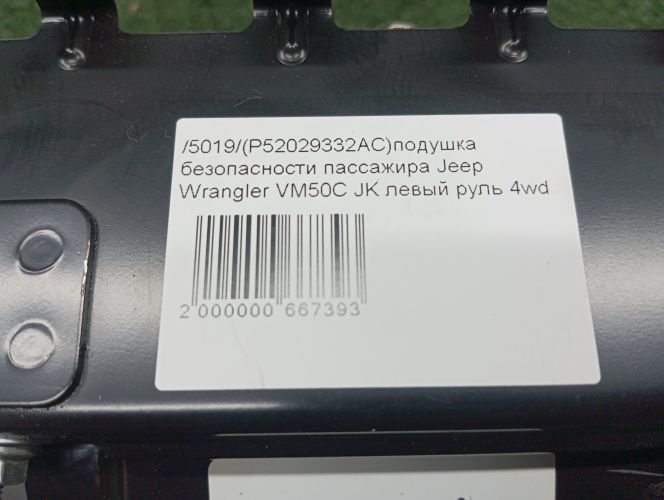 /5019/(P52029332AC)подушка
безопасности пассажира Jeep
Wrangler VM50C JK левый руль 4wd
2 000000 667393